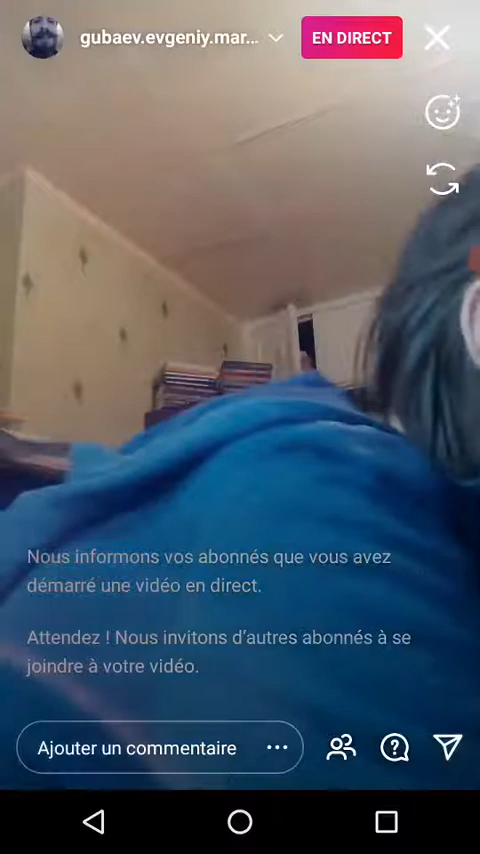 gubaev.evgeniy.mar...
EN DIRECT
Nous informons vos abonnés que vous avez
démarré une vidéo en direct.
Attendez ! Nous invitons d’autres abonnés à se
joindre à votre vidéo.
Ajouter un commentaire